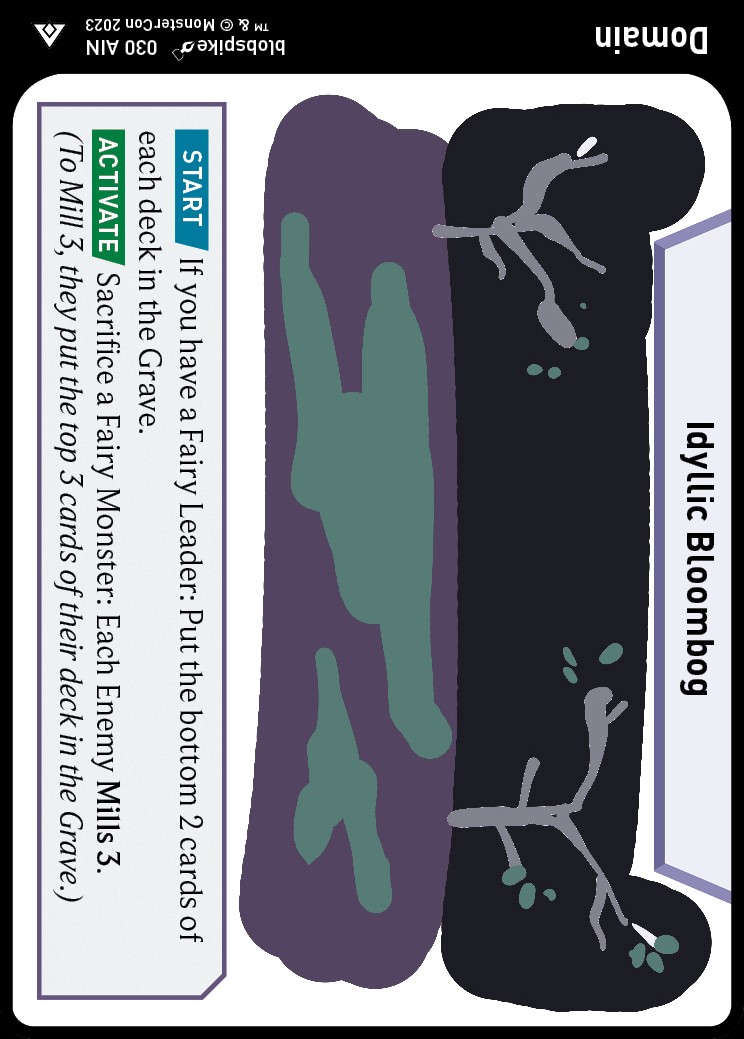 Idyllic Bloombog
START If you have a Fairy Leader: Put the bottom 2 cards of
each deck in the Grave.
ACTIVATE Sacrifice a Fairy Monster: Each Enemy Mills 3.
(To Mill 3, they put the top 3 cards of their deck in the Grave.)
Domain
blobspike 030 AIN
™ & © MonsterCon 2023